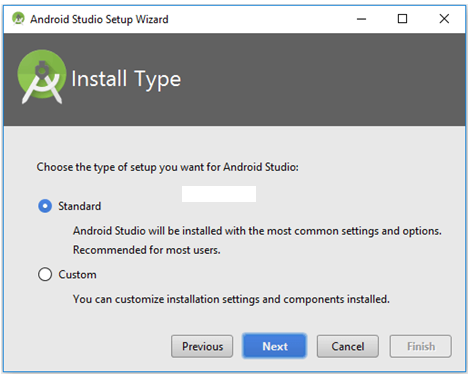 Android Studio Setup Wizard
Install Type
Choose the type of setup you want for Android Studio:
Standard
Android Studio will be installed with the most common settings and options.
Recommended for most users.
Custom
You can customize installation settings and components installed.
Previous Next Cancel Finish